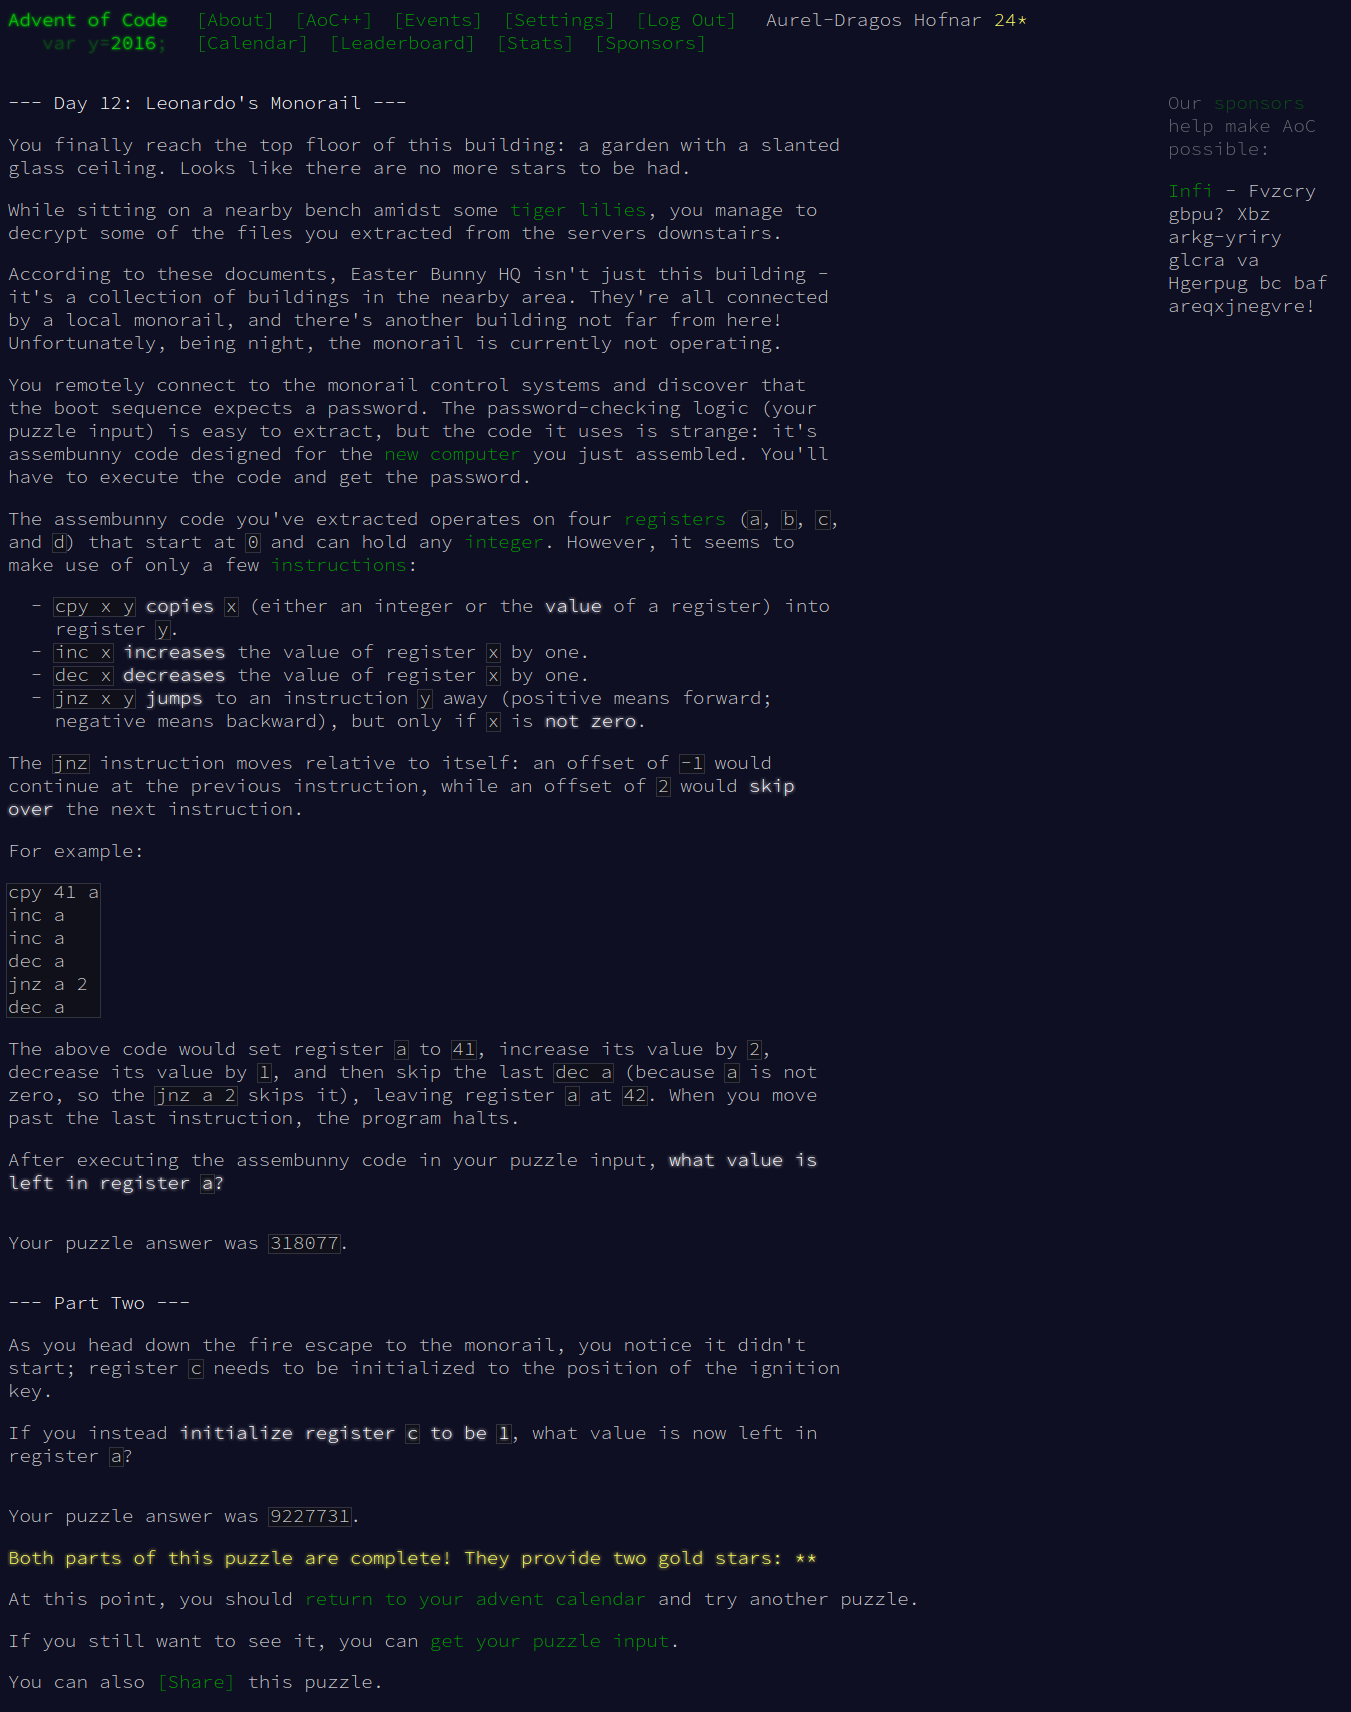 Advent of Code [About] [AoC++] [Events] [Settings] [Log Out] Aurel-Dragos Hofnar 24*
var y=2016; [Calendar] [Leaderboard] [Stats] [Sponsors]
--- Day 12: Leonardo's Monorail ---
You finally reach the top floor of this building: a garden with a slanted
glass ceiling. Looks like there are no more stars to be had.
While sitting on a nearby bench amidst some tiger lilies, you manage to
decrypt some of the files you extracted from the servers downstairs.
According to these documents, Easter Bunny HQ isn't just this building -
it's a collection of buildings in the nearby area. They're all connected
by a local monorail, and there's another building not far from here!
Unfortunately, being night, the monorail is currently not operating.
You remotely connect to the monorail control systems and discover that
the boot sequence expects a password. The password-checking logic (your
puzzle input) is easy to extract, but the code it uses is strange: it's
assembunny code designed for the new computer you just assembled. You'll
have to execute the code and get the password.
The assembunny code you've extracted operates on four registers (a, b, c,
and d) that start at 0 and can hold any integer. However, it seems to
make use of only a few instructions:
- cpy x y copies x (either an integer or the value of a register) into
register y.
- inc x increases the value of register x by one.
- dec x decreases the value of register x by one.
- jnz x y jumps to an instruction y away (positive means forward;
negative means backward), but only if x is not zero.
The jnz instruction moves relative to itself: an offset of -1 would
continue at the previous instruction, while an offset of 2 would skip
over the next instruction.
For example:
cpy 41 a
inc a
inc a
dec a
jnz a 2
dec a
The above code would set register a to 41, increase its value by 2,
decrease its value by 1, and then skip the last dec a (because a is not
zero, so the jnz a 2 skips it), leaving register a at 42. When you move
past the last instruction, the program halts.
After executing the assembunny code in your puzzle input, what value is
left in register a?
Your puzzle answer was 318077.
--- Part Two ---
As you head down the fire escape to the monorail, you notice it didn't
start; register c needs to be initialized to the position of the ignition
key.
If you instead initialize register c to be 1, what value is now left in
register a?
Your puzzle answer was 9227731.
Both parts of this puzzle are complete! They provide two gold stars: **
At this point, you should return to your advent calendar and try another puzzle.
If you still want to see it, you can get your puzzle input.
You can also [Share] this puzzle.
Our sponsors
help make AoC
possible:
Infi - Fvzcry
gbpu? Xbz
arkg-yriry
glcra va
Hgerpug bc baf
areqxjnegvre!